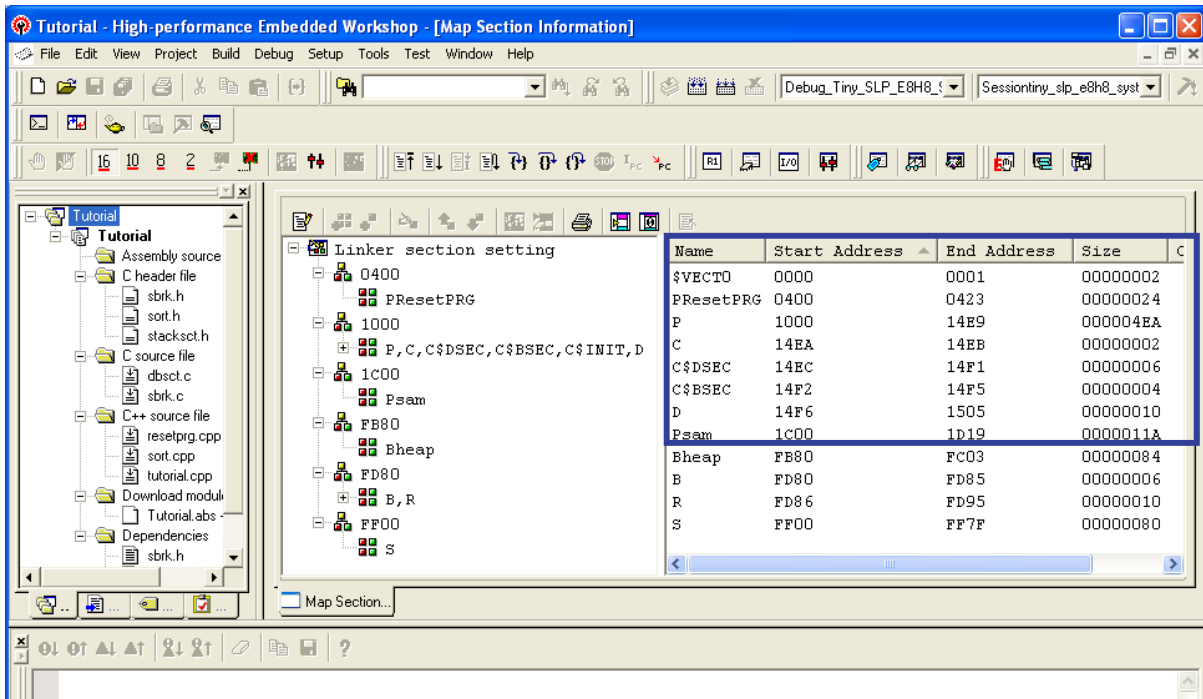 Tutorial - High-performance Embedded Workshop - [Map Section Information]
File Edit View Project Build Debug Setup Tools Test Window Help
Debug_Tiny_SLP_E8H8_S
Sessiontiny_slp_e8h8_syst
16 10 8 2
STOP
PC
PC
R1
I/O
Tutorial
Tutorial
Assembly source
C header file
sbrk.h
sort.h
stacksct.h
C source file
dbsct.c
sbrk.c
C++ source file
resetprg.cpp
sort.cpp
tutorial.cpp
Download module
Tutorial.abs -
Dependencies
sbrk.h
Linker section setting
0400
PResetPRG
1000
P,C,C$DSEC,C$BSEC,C$INIT,D
1C00
Psam
FB80
Bheap
FD80
B,R
FF00
S
Name Start Address End Address Size C
$VECT0 0000 0001 00000002
PResetPRG 0400 0423 00000024
P 1000 14E9 000004EA
C 14EA 14EB 00000002
C$DSEC 14EC 14F1 00000006
C$BSEC 14F2 14F5 00000004
D 14F6 1505 00000010
Psam 1C00 1D19 0000011A
Bheap FB80 FC03 00000084
B FD80 FD85 00000006
R FD86 FD95 00000010
S FF00 FF7F 00000080
Map Section...